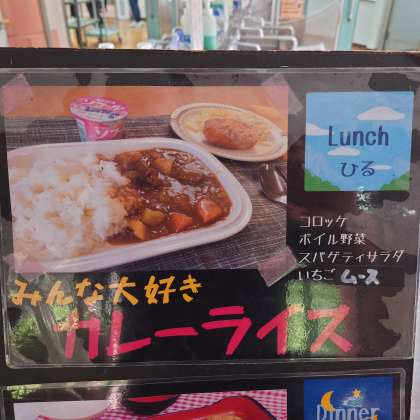 Lunch
ひる
コロッケ
ボイル野菜
スパゲティサラダ
いちごムース
みんな大好き
カレーライス
Dinner